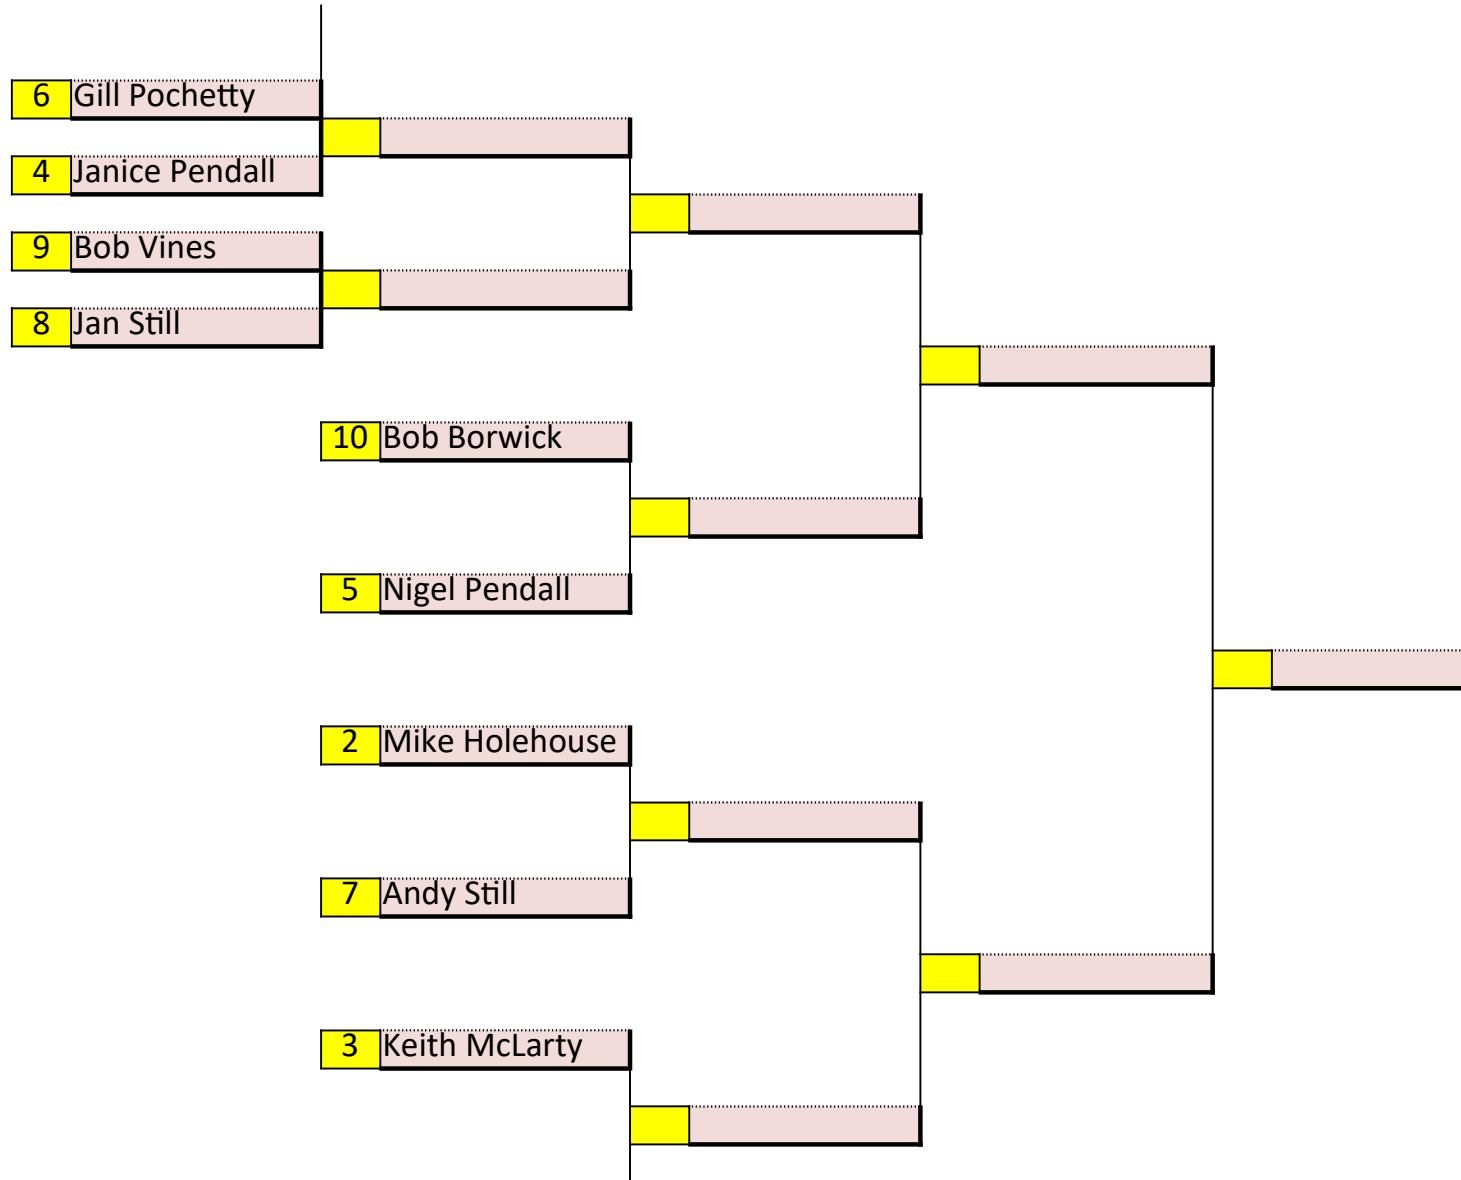 6 Gill Pochetty
4 Janice Pendall
9 Bob Vines
8 Jan Still
10 Bob Borwick
5 Nigel Pendall
2 Mike Holehouse
7 Andy Still
3 Keith McLarty